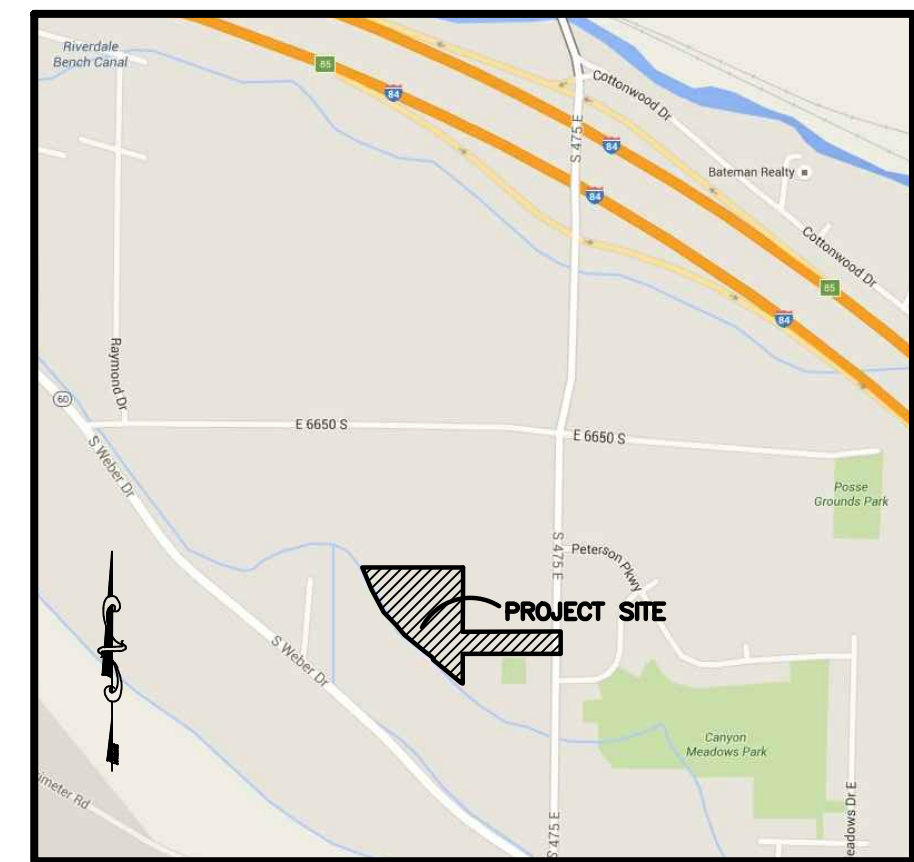 Riverdale
Bench Canal
85
84
Cottonwood Dr
S 475 E
84
Bateman Realty
84
Cottonwood Dr
85
84
Raymond Dr
60
E 6650 S
E 6650 S
S Weber Dr
Posse
Grounds Park
S 475 E
Peterson Pkwy
PROJECT SITE
S Weber Dr
Canyon
Meadows Park
imeter Rd
S 475 E
eadows Dr E